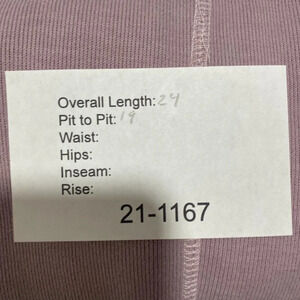 Overall Length: 24
Pit to Pit: 19
Waist:
Hips:
Inseam:
Rise:
21-1167